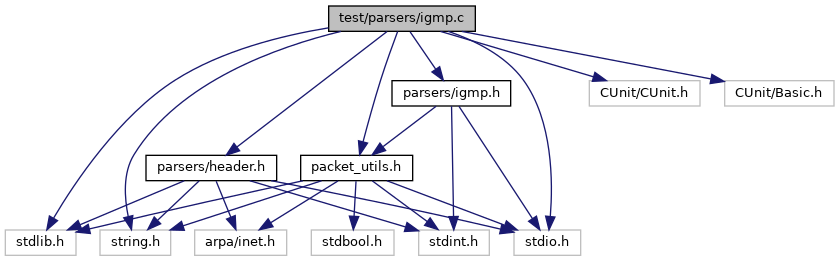 test/parsers/igmp.c
parsers/igmp.h
CUnit/CUnit.h
CUnit/Basic.h
parsers/header.h
packet_utils.h
stdlib.h
string.h
arpa/inet.h
stdbool.h
stdint.h
stdio.h